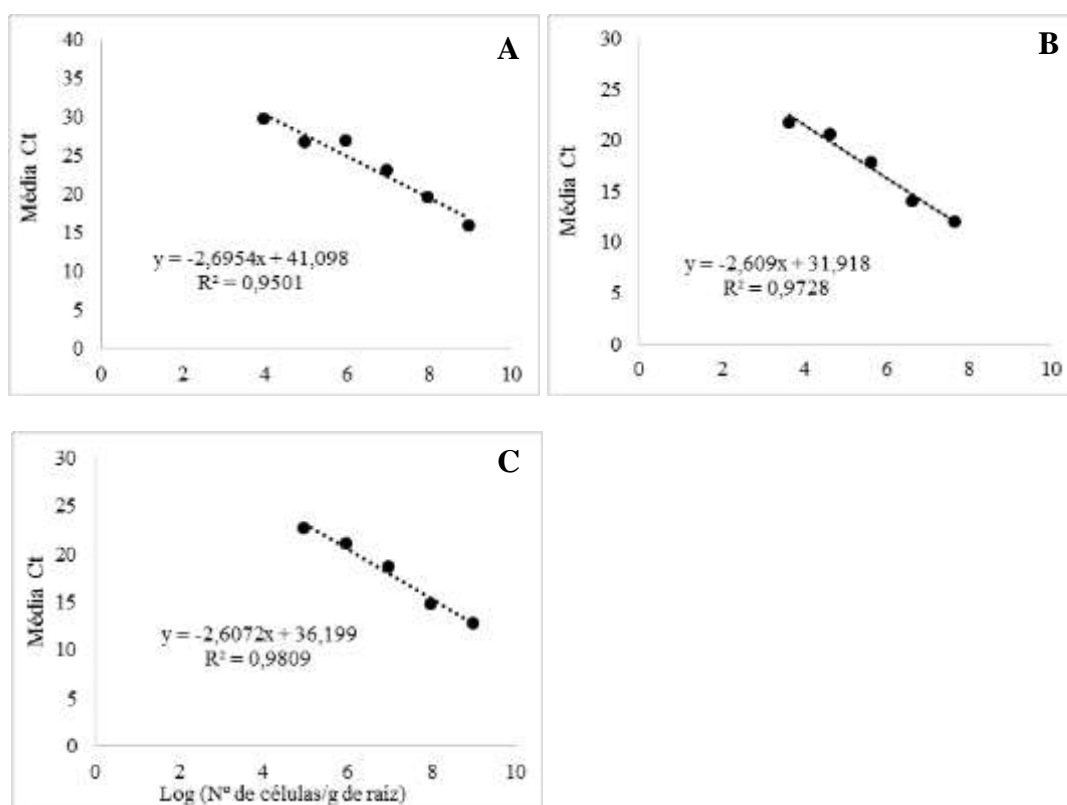 A
Média Ct
40
35
30
25
20
15
10
5
0
y = -2,6954x + 41,098
R² = 0,9501
0 2 4 6 8 10
B
Média Ct
30
25
20
15
10
5
0
y = -2,609x + 31,918
R² = 0,9728
0 2 4 6 8 10
C
Média Ct
30
25
20
15
10
5
0
y = -2,6072x + 36,199
R² = 0,9809
0 2 4 6 8 10
Log (Nº de células/g de raíz)